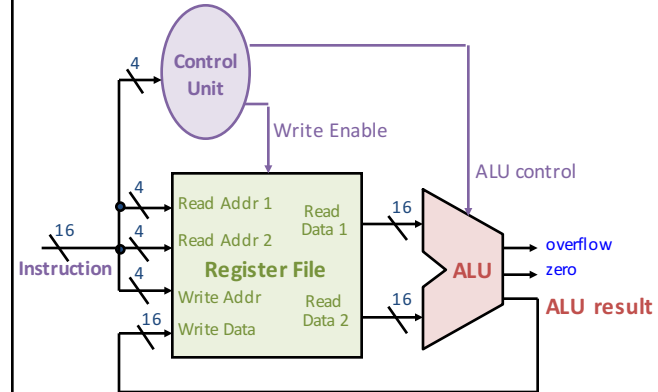 4
Control
Unit
Write Enable
ALU control
4
Read Addr 1
Read
Data 1
16
16
Instruction
4
Read Addr 2
Register File
ALU
overflow
zero
ALU result
4
Write Addr
Read
Data 2
16
16
Write Data